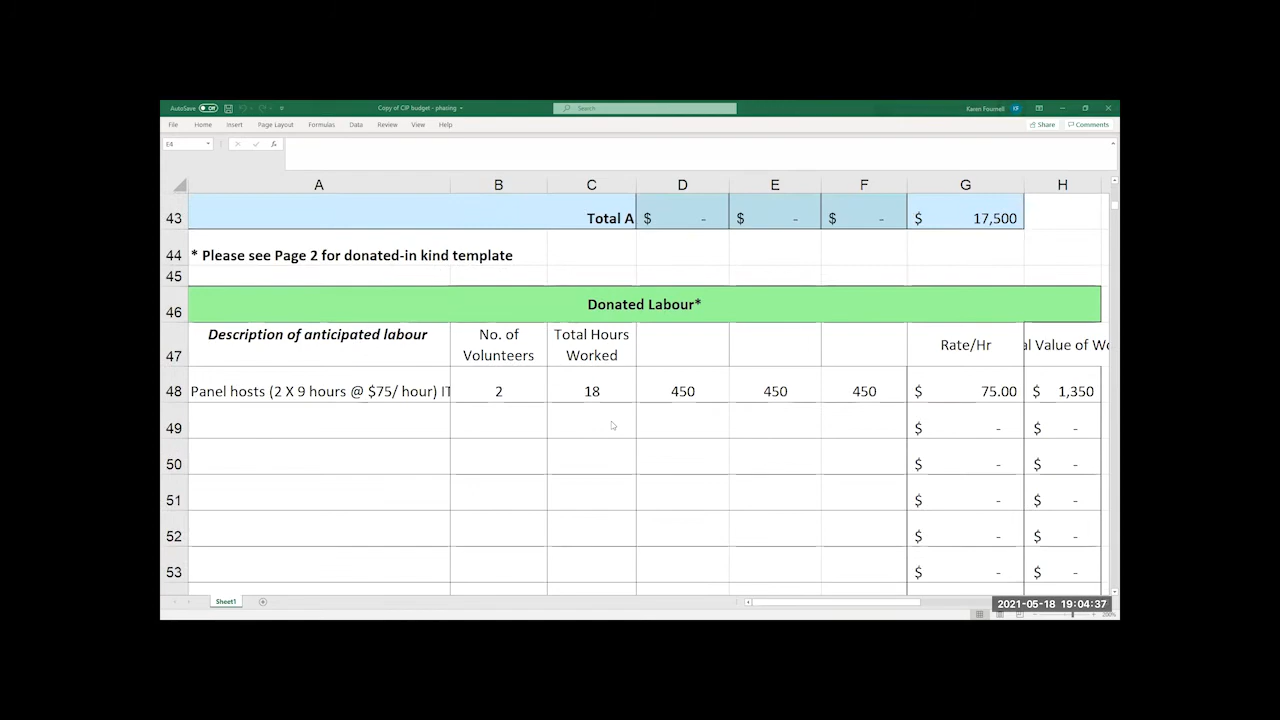 AutoSave Off Copy of CIP budget - phasing Search Karen Fournell KF
File Home Insert Page Layout Formulas Data Review View Help Share Comments
E4 fx
A B C D E F G H
43 Total A $ - $ - $ - $ 17,500
44 * Please see Page 2 for donated-in kind template
45
46 Donated Labour*
47 Description of anticipated labour No. of Volunteers Total Hours Worked Rate/Hr al Value of Wo
48 Panel hosts (2 X 9 hours @ $75/ hour) IT 2 18 450 450 450 $ 75.00 $ 1,350
49 $ - $ -
50 $ - $ -
51 $ - $ -
52 $ - $ -
53 $ - $ -
Sheet1
2021-05-18 19:04:37
200%